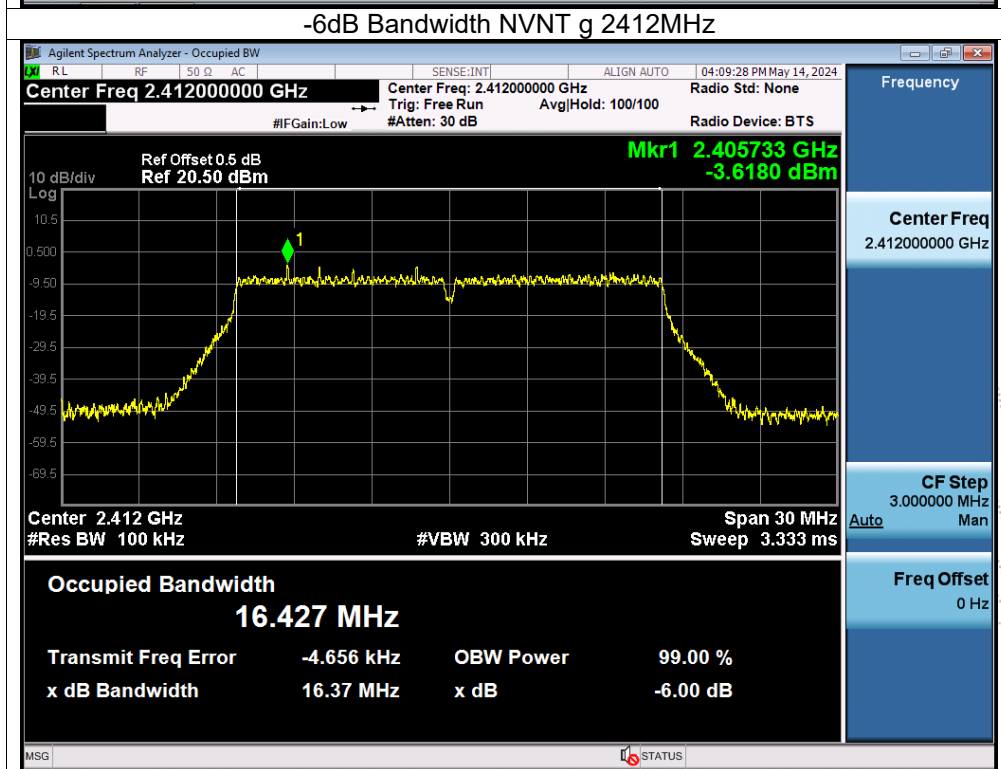 -6dB Bandwidth NVNT g 2412MHz
Agilent Spectrum Analyzer - Occupied BW
LXI RL RF 50 Ω AC SENSE:INT ALIGN AUTO 04:09:28 PM May 14, 2024
Center Freq 2.412000000 GHz
Center Freq: 2.412000000 GHz Radio Std: None
Trig: Free Run Avg|Hold: 100/100
#IFGain:Low #Atten: 30 dB Radio Device: BTS
Frequency
Mkr1 2.405733 GHz
-3.6180 dBm
Ref Offset 0.5 dB
10 dB/div Ref 20.50 dBm
Log
10.5
0.500
-9.50
-19.5
-29.5
-39.5
-49.5
-59.5
-69.5
1
Center 2.412 GHz Span 30 MHz
#Res BW 100 kHz #VBW 300 kHz Sweep 3.333 ms
Center Freq
2.412000000 GHz
CF Step
3.000000 MHz
Auto Man
Freq Offset
0 Hz
Occupied Bandwidth
16.427 MHz
Transmit Freq Error -4.656 kHz OBW Power 99.00 %
x dB Bandwidth 16.37 MHz x dB -6.00 dB
MSG STATUS